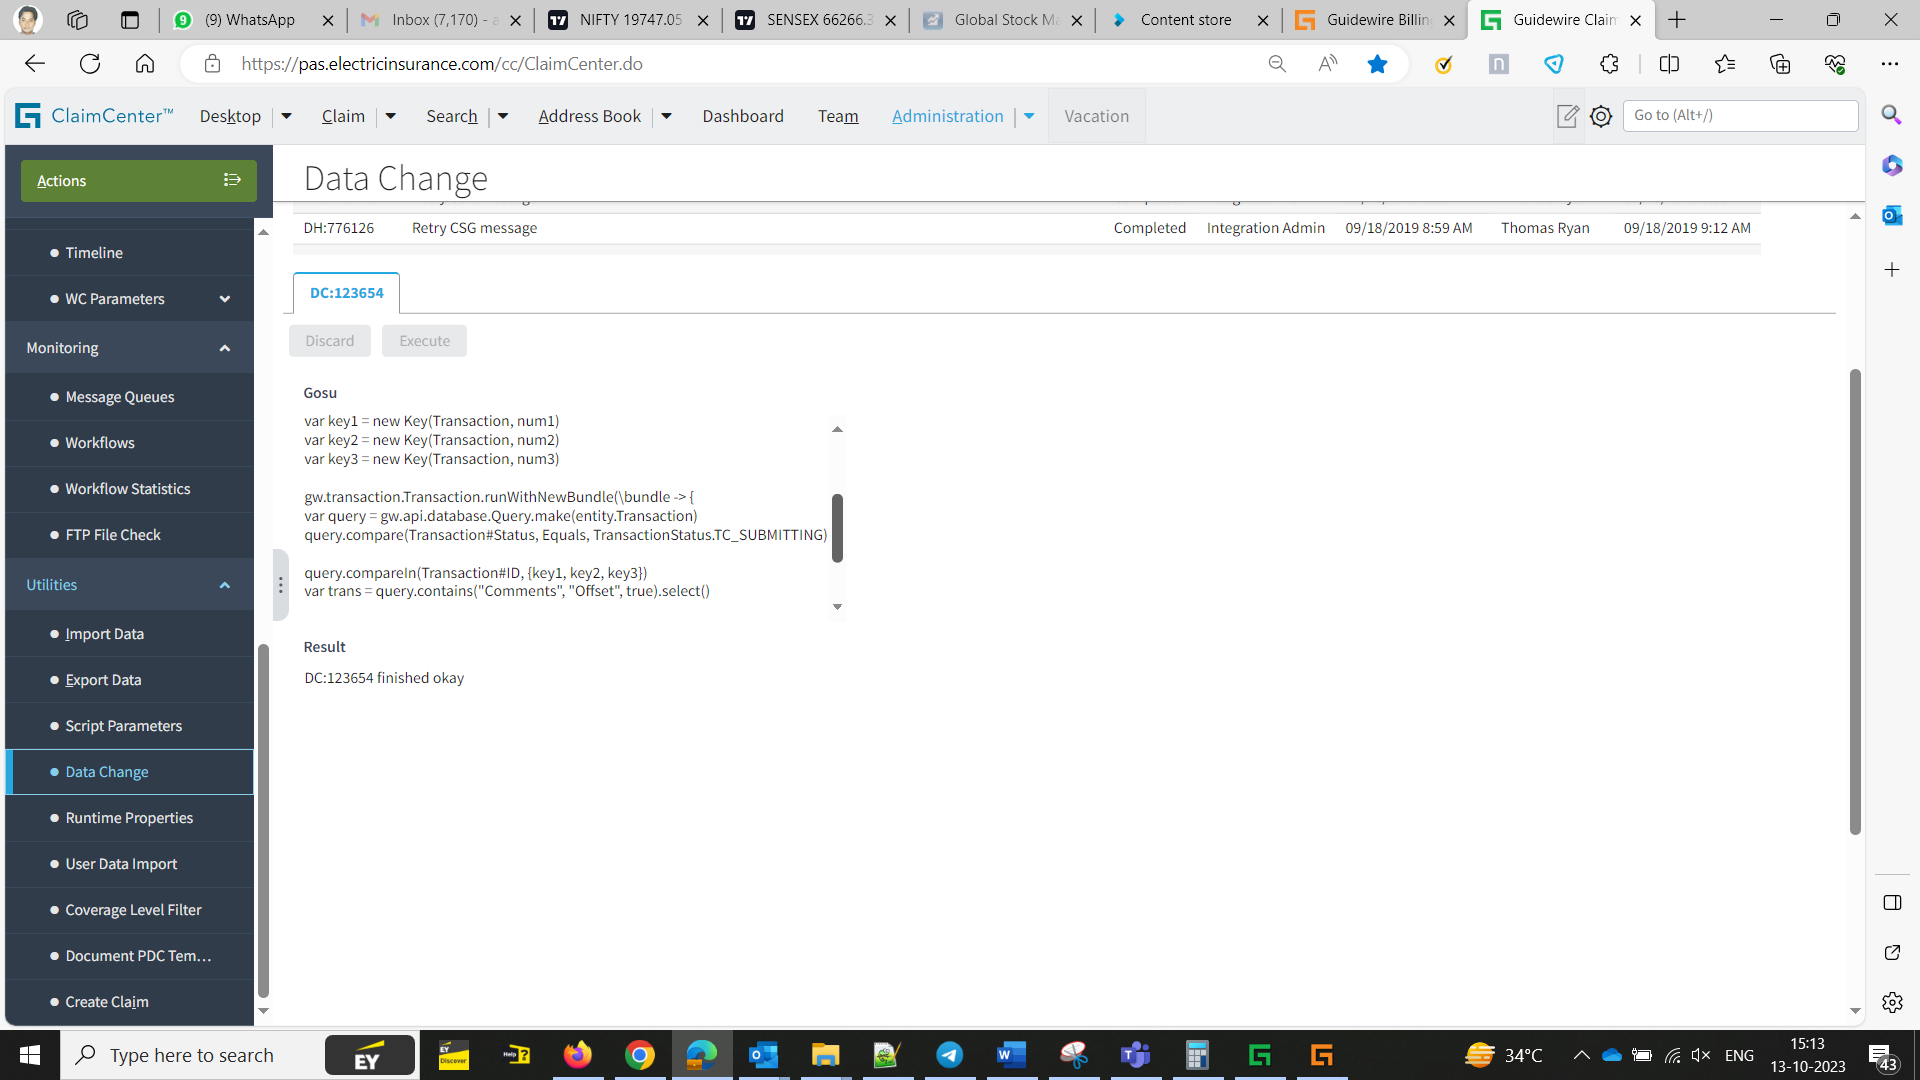 (9) WhatsApp
Inbox (7,170) - a
NIFTY 19747.05
SENSEX 66266.3
Global Stock Ma
Content store
Guidewire Billin
Guidewire Claim
https://pas.electricinsurance.com/cc/ClaimCenter.do
ClaimCenter™
Desktop
Claim
Search
Address Book
Dashboard
Team
Administration
Vacation
Go to (Alt+/)
Actions
Timeline
WC Parameters
Monitoring
Message Queues
Workflows
Workflow Statistics
FTP File Check
Utilities
Import Data
Export Data
Script Parameters
Data Change
Runtime Properties
User Data Import
Coverage Level Filter
Document PDC Tem...
Create Claim
Data Change
DH:776126 Retry CSG message Completed Integration Admin 09/18/2019 8:59 AM Thomas Ryan 09/18/2019 9:12 AM
DC:123654
Discard
Execute
Gosu
var key1 = new Key(Transaction, num1)
var key2 = new Key(Transaction, num2)
var key3 = new Key(Transaction, num3)
gw.transaction.Transaction.runWithNewBundle(\bundle -> {
var query = gw.api.database.Query.make(entity.Transaction)
query.compare(Transaction#Status, Equals, TransactionStatus.TC_SUBMITTING)
query.compareIn(Transaction#ID, {key1, key2, key3})
var trans = query.contains("Comments", "Offset", true).select()
Result
DC:123654 finished okay
Type here to search
EY
EY
Discover
Help?
34°C
ENG
15:13
13-10-2023
43